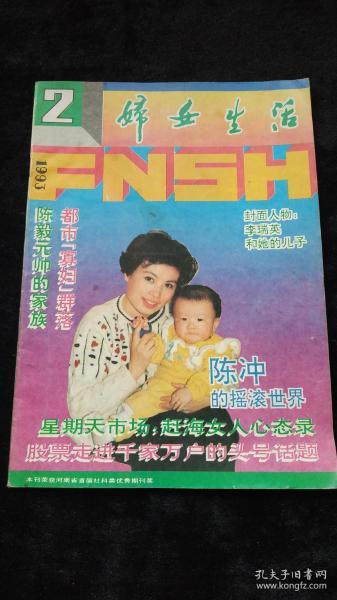 2
婦女生活
FNSH
1993
封面人物：
李瑞英
和她的儿子
都市「寡妇」群落
陈毅元帅的家族
陈冲
的摇滚世界
星期天市场：赶海女人心态录
股票走进千家万户的头号话题
本刊荣获河南省首届社科类优秀期刊奖
孔夫子旧书网